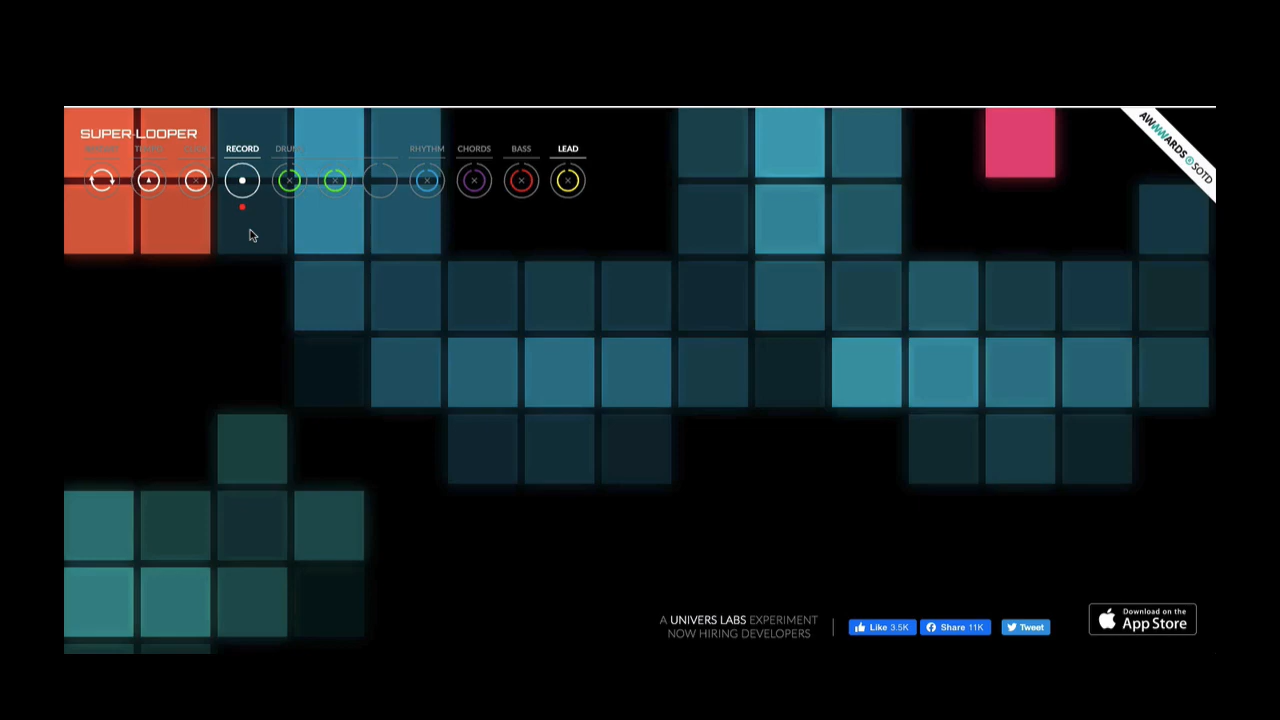 SUPER-LOOPER
RECORD DRUMS RHYTHM CHORDS BASS LEAD
AWWWARDS SOTD
A UNIVERS LABS EXPERIMENT
NOW HIRING DEVELOPERS
Like 3.5K Share 11K Tweet
Download on the
App Store